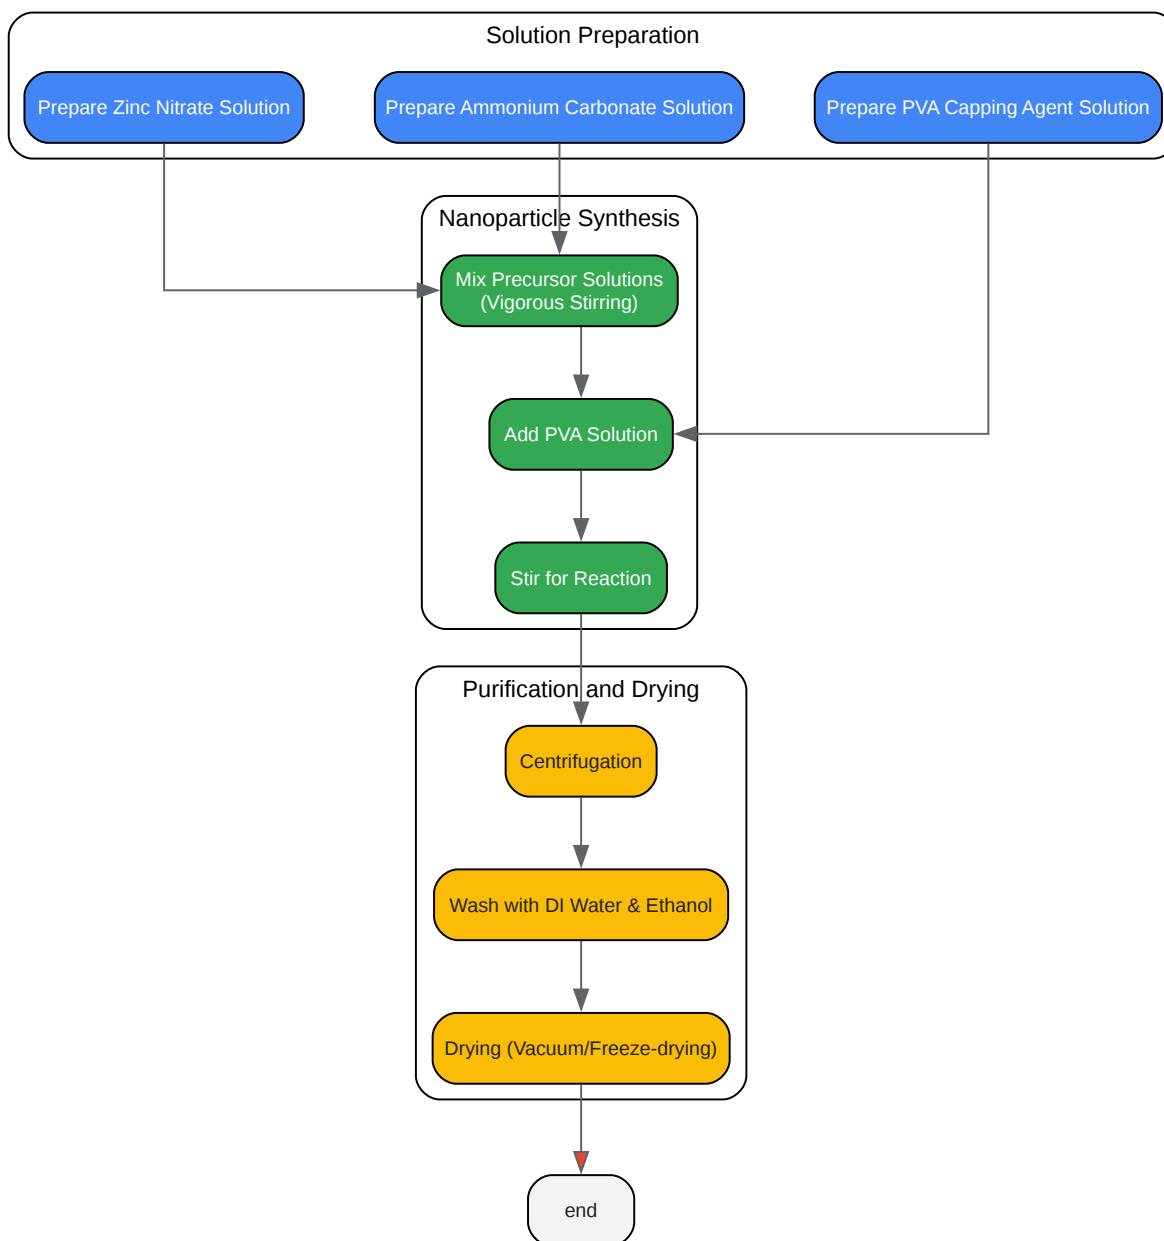 Solution Preparation
Prepare Zinc Nitrate Solution
Prepare Ammonium Carbonate Solution
Prepare PVA Capping Agent Solution
Nanoparticle Synthesis
Mix Precursor Solutions
(Vigorous Stirring)
Add PVA Solution
Stir for Reaction
Purification and Drying
Centrifugation
Wash with DI Water & Ethanol
Drying (Vacuum/Freeze-drying)
end